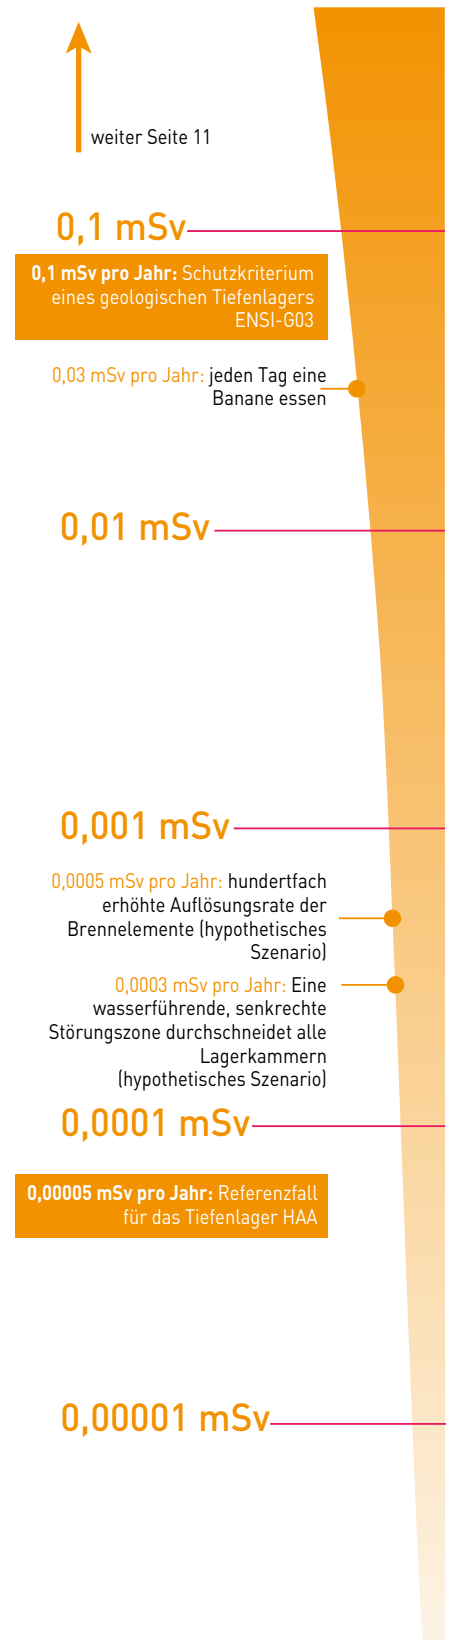 weiter Seite 11
0,1 mSv
0,1 mSv pro Jahr: Schutzkriterium
eines geologischen Tiefenlagers
ENSI-G03
0,03 mSv pro Jahr: jeden Tag eine
Banane essen
0,01 mSv
0,001 mSv
0,0005 mSv pro Jahr: hundertfach
erhöhte Auflösungsrate der
Brennelemente (hypothetisches
Szenario)
0,0003 mSv pro Jahr: Eine
wasserführende, senkrechte
Störungszone durchschneidet alle
Lagerkammern
(hypothetisches Szenario)
0,0001 mSv
0,00005 mSv pro Jahr: Referenzfall
für das Tiefenlager HAA
0,00001 mSv